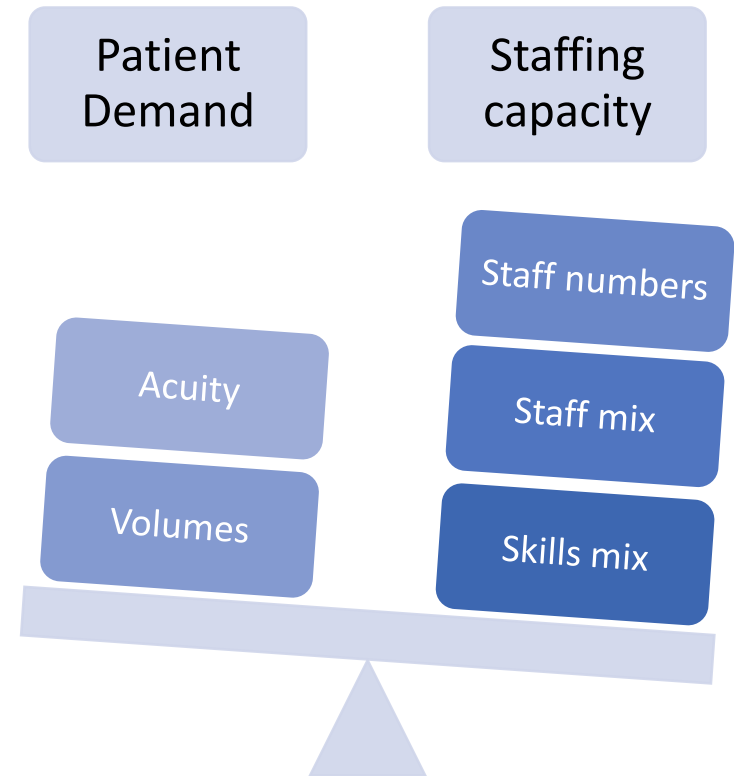 Patient
Demand
Staffing
capacity
Staff numbers
Acuity
Staff mix
Volumes
Skills mix